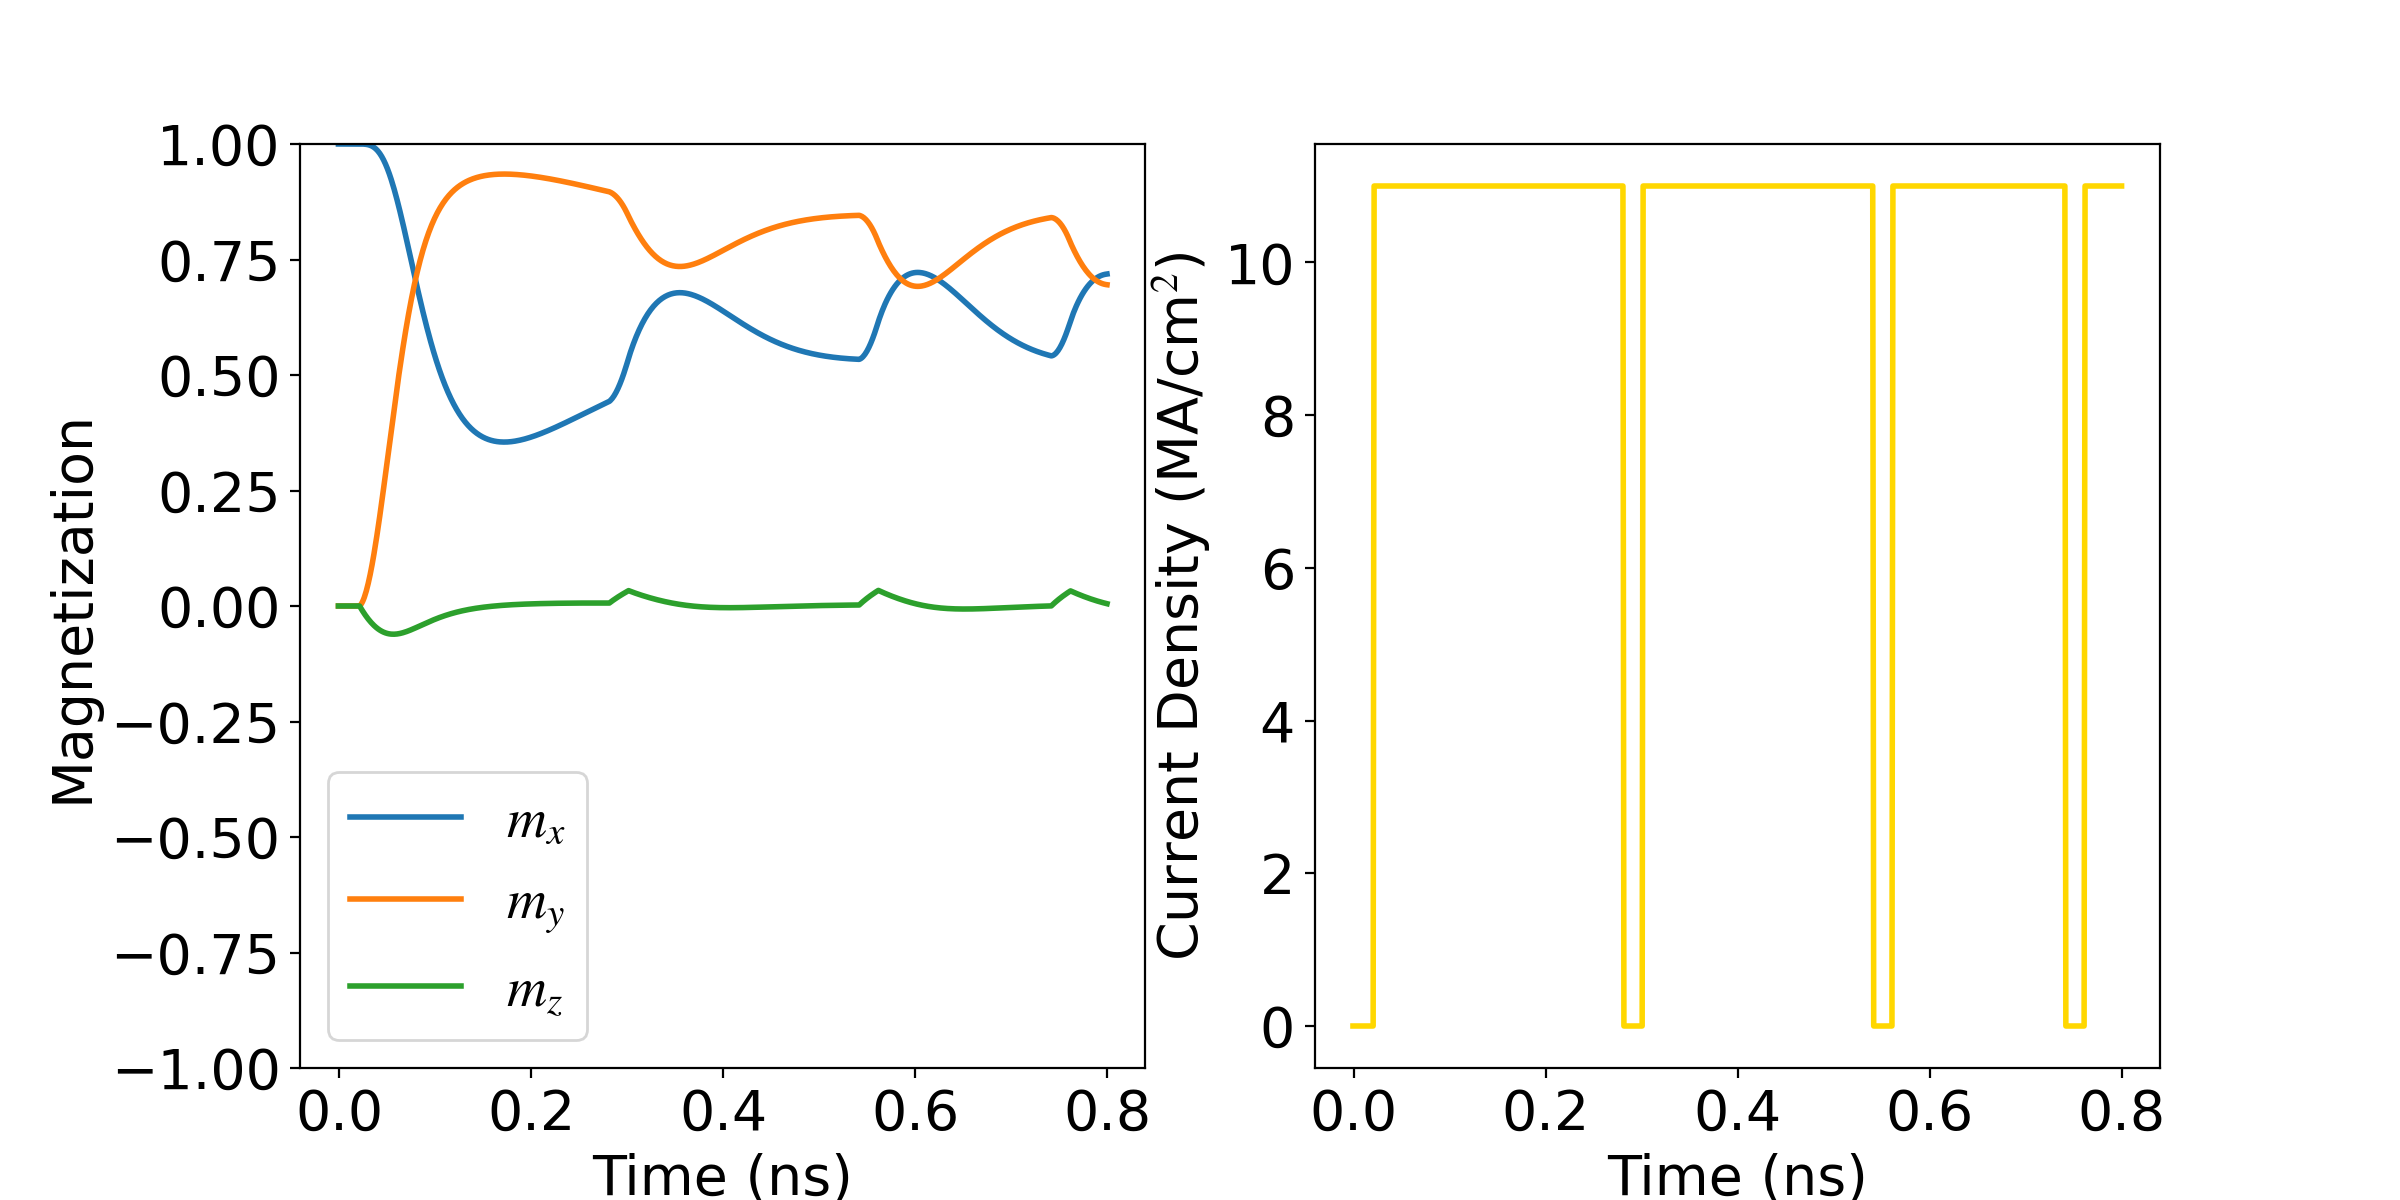 1.00
0.75
0.50
0.25
0.00
−0.25
−0.50
−0.75
−1.00
Magnetization
m_x
m_y
m_z
0.0 0.2 0.4 0.6 0.8
Time (ns)
10
8
6
4
2
0
Current Density (MA/cm²)
0.0 0.2 0.4 0.6 0.8
Time (ns)